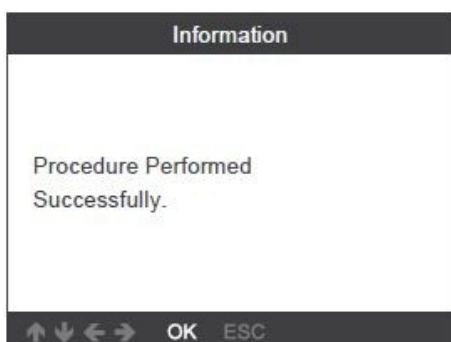 Information
Procedure Performed
Successfully.
↑ ↓ ← → OK ESC